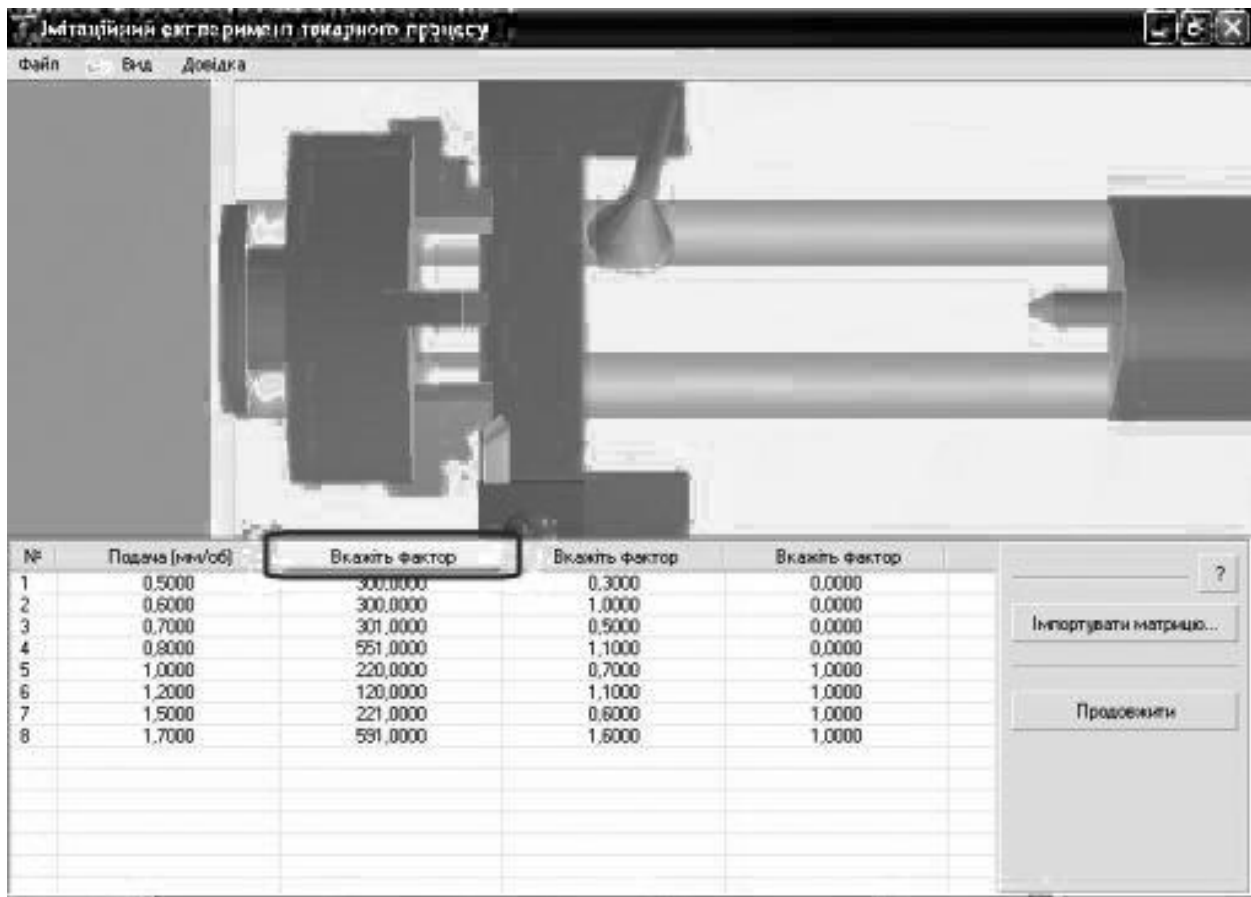 Імітаційний експеримент токарного процесу
Файл Вид Довідка
№ Подача (мм/об) Вкажіть фактор Вкажіть фактор Вкажіть фактор
1 0,5000 300,0000 0,3000 0,0000
2 0,6000 300,0000 1,0000 0,0000
3 0,7000 301,0000 0,5000 0,0000
4 0,8000 551,0000 1,1000 0,0000
5 1,0000 220,0000 0,7000 1,0000
6 1,2000 120,0000 1,1000 1,0000
7 1,5000 221,0000 0,6000 1,0000
8 1,7000 591,0000 1,6000 1,0000
?
Імпортувати матрицю...
Продовжити